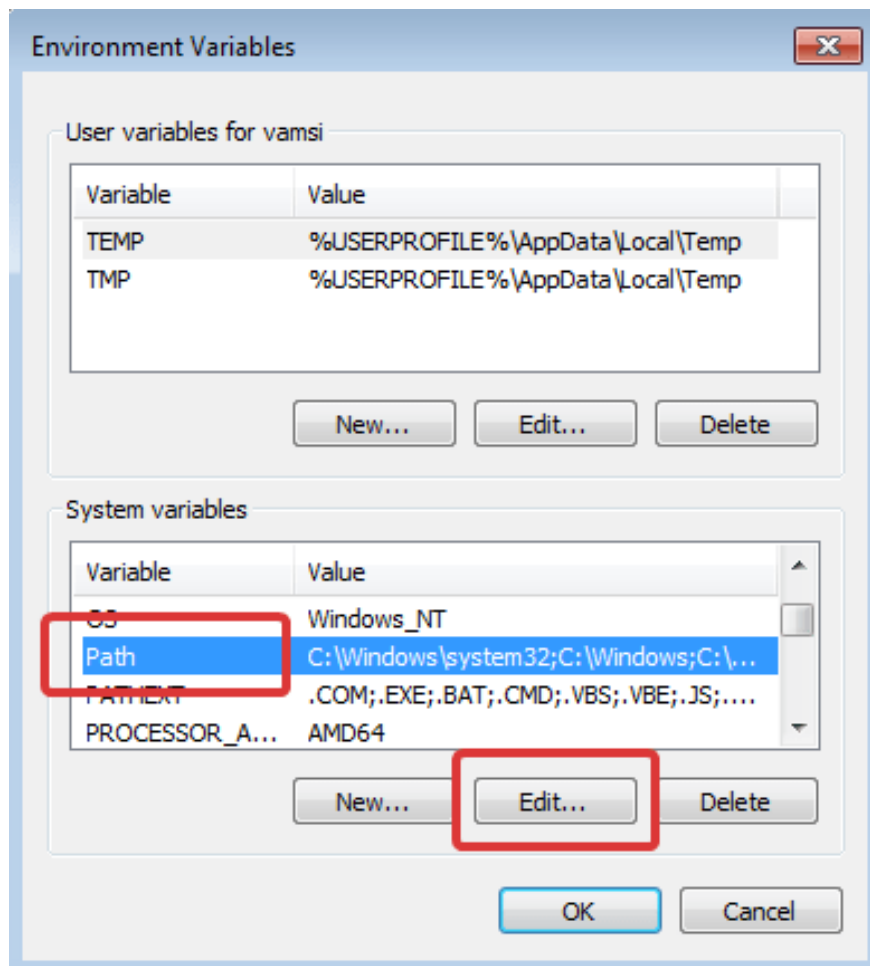 Environment Variables
User variables for vamsi
Variable Value
TEMP %USERPROFILE%\AppData\Local\Temp
TMP %USERPROFILE%\AppData\Local\Temp
New... Edit... Delete
System variables
Variable Value
OS Windows_NT
Path C:\Windows\system32;C:\Windows;C:\...
PATHEXT .COM;.EXE;.BAT;.CMD;.VBS;.VBE;.JS;....
PROCESSOR_A... AMD64
New... Edit... Delete
OK Cancel